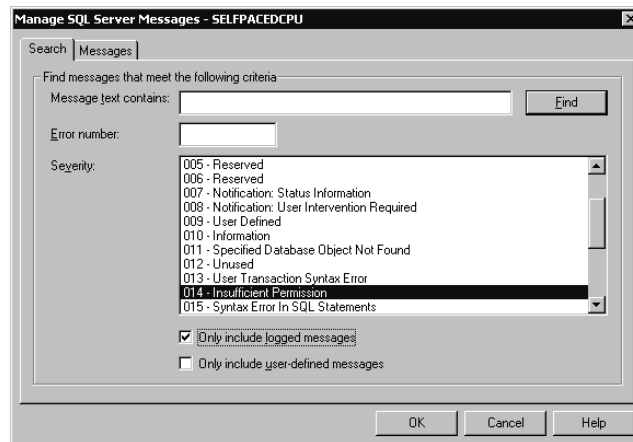 Manage SQL Server Messages - SELFPACEDCPU
Search Messages
Find messages that meet the following criteria
Message text contains: Find
Error number:
Severity:
005 - Reserved
006 - Reserved
007 - Notification: Status Information
008 - Notification: User Intervention Required
009 - User Defined
010 - Information
011 - Specified Database Object Not Found
012 - Unused
013 - User Transaction Syntax Error
014 - Insufficient Permission
015 - Syntax Error In SQL Statements
Only include logged messages
Only include user-defined messages
OK Cancel Help